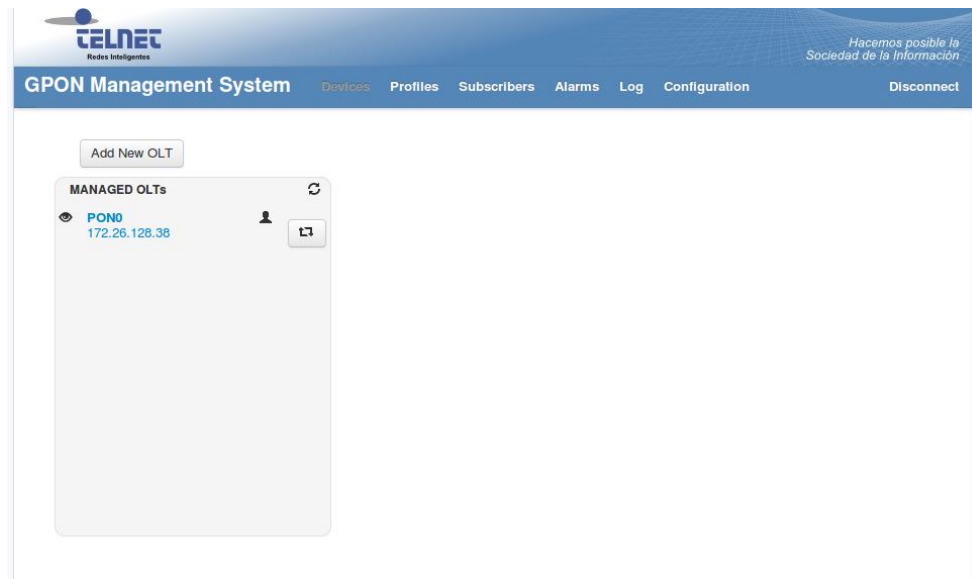 TELNET
Redes Inteligentes
Hacemos posible la
Sociedad de la Información
GPON Management System Devices Profiles Subscribers Alarms Log Configuration Disconnect
Add New OLT
MANAGED OLTs
PON0
172.26.128.38